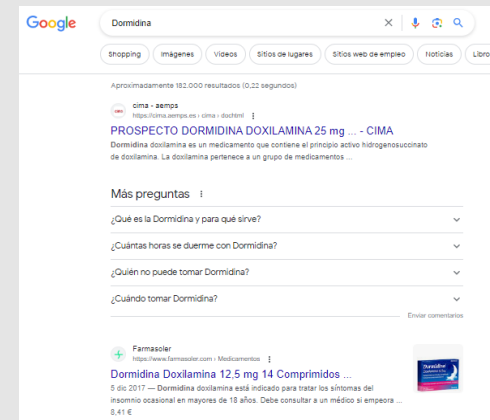 Google
Dormidina
Shopping
Imágenes
Vídeos
Sitios de lugares
Sitios web de empleo
Noticias
Libro
Aproximadamente 182.000 resultados (0,22 segundos)
cima - aemps
https://cima.aemps.es › cima › dochtml
PROSPECTO DORMIDINA DOXILAMINA 25 mg ... - CIMA
Dormidina doxilamina es un medicamento que contiene el principio activo hidrogenosuccinato
de doxilamina. La doxilamina pertenece a un grupo de medicamentos ...
Más preguntas
¿Qué es la Dormidina y para qué sirve?
¿Cuántas horas se duerme con Dormidina?
¿Quién no puede tomar Dormidina?
¿Cuándo tomar Dormidina?
Enviar comentarios
Farmasoler
https://www.farmasoler.com › Medicamentos
Dormidina Doxilamina 12,5 mg 14 Comprimidos ...
5 dic 2017 — Dormidina doxilamina está indicado para tratar los síntomas del
insomnio ocasional en mayores de 18 años. Debe consultar a un médico si empeora ...
8,41 €
Dormidina